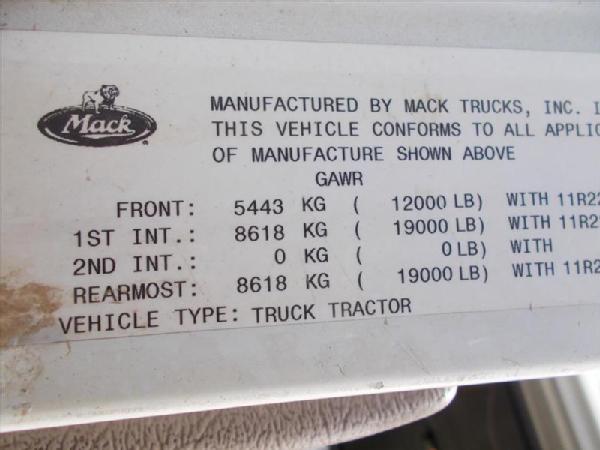 Mack
MANUFACTURED BY MACK TRUCKS, INC.
THIS VEHICLE CONFORMS TO ALL
OF MANUFACTURE SHOWN ABOVE
GAWR
FRONT: 5443 KG ( 12000 LB) WITH
1ST INT.: 8618 KG ( 19000 LB) WITH
2ND INT.: 0 KG ( 0 LB) WITH
REARMOST: 8618 KG ( 19000 LB) WITH
VEHICLE TYPE: TRUCK TRACTOR